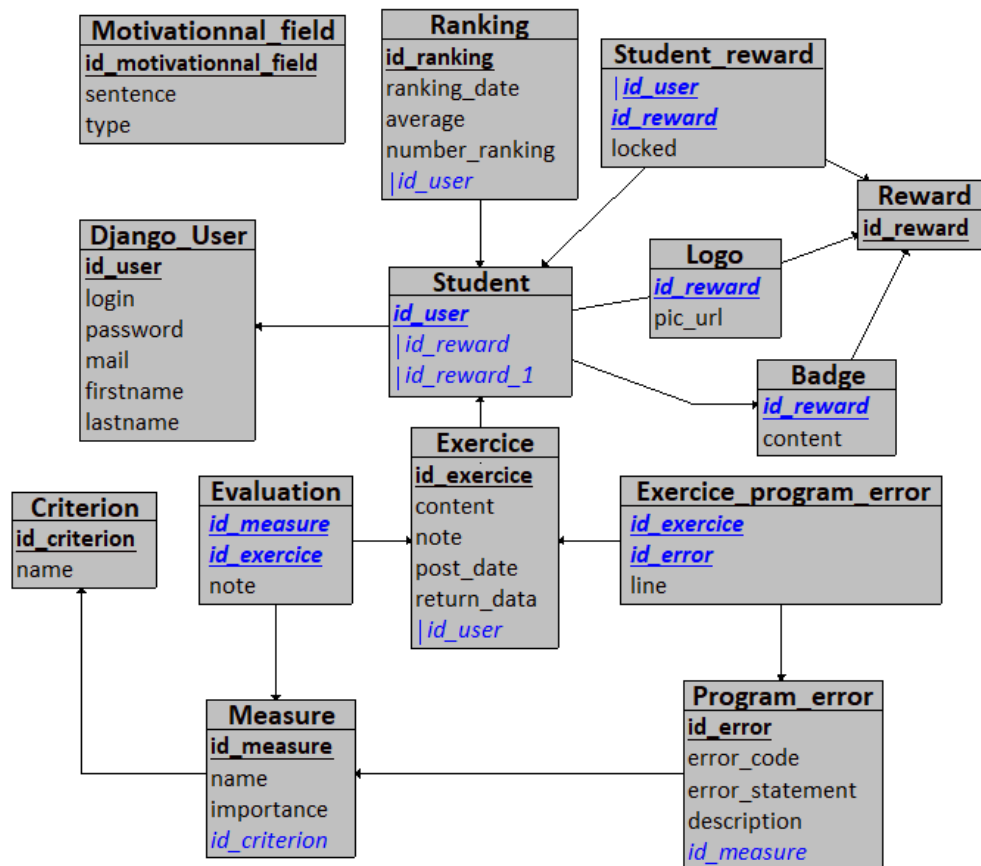 Motivationnal_field
id_motivationnal_field
sentence
type
Ranking
id_ranking
ranking_date
average
number_ranking
|id_user
Student_reward
|id_user
id_reward
locked
Reward
id_reward
Django_User
id_user
login
password
mail
firstname
lastname
Student
id_user
|id_reward
|id_reward_1
Logo
id_reward
pic_url
Badge
id_reward
content
Criterion
id_criterion
name
Evaluation
id_measure
id_exercice
note
Exercice
id_exercice
content
note
post_date
return_data
|id_user
Exercice_program_error
id_exercice
id_error
line
Measure
id_measure
name
importance
id_criterion
Program_error
id_error
error_code
error_statement
description
id_measure